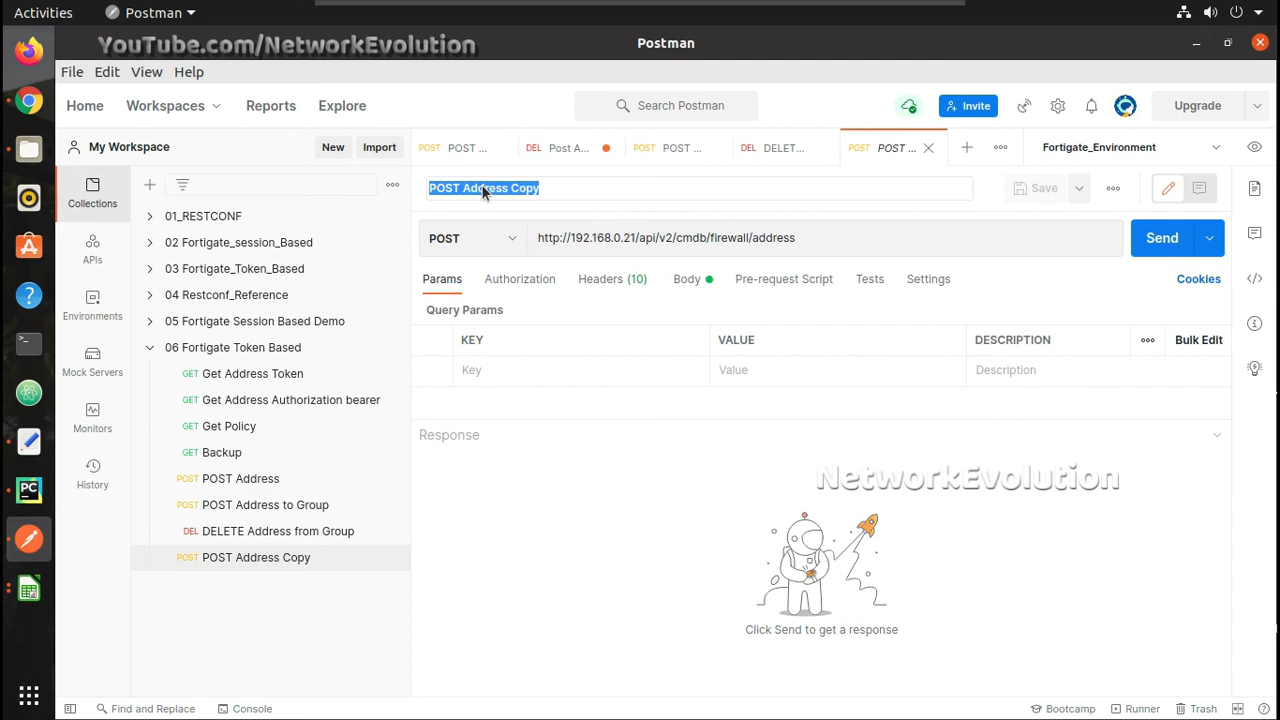 Activities
Postman
YouTube.com/NetworkEvolution
Postman
File Edit View Help
Home Workspaces Reports Explore
Search Postman
Invite
Upgrade
My Workspace
New Import
POST POST ...
DEL Post A...
POST POST ...
DEL DELET...
POST POST ...
Fortigate_Environment
Collections
APIs
Environments
Mock Servers
Monitors
History
01_RESTCONF
02 Fortigate_session_Based
03 Fortigate_Token_Based
04 Restconf_Reference
05 Fortigate Session Based Demo
06 Fortigate Token Based
GET Get Address Token
GET Get Address Authorization bearer
GET Get Policy
GET Backup
POST POST Address
POST POST Address to Group
DEL DELETE Address from Group
POST POST Address Copy
POST Address Copy
Save
POST http://192.168.0.21/api/v2/cmdb/firewall/address
Send
Params Authorization Headers (10) Body Pre-request Script Tests Settings
Cookies
Query Params
KEY VALUE DESCRIPTION
Bulk Edit
Key Value Description
Response
NetworkEvolution
Click Send to get a response
Find and Replace
Console
Bootcamp
Runner
Trash
PC